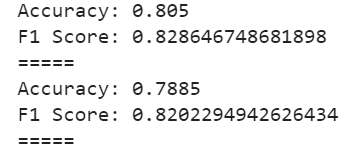 Accuracy: 0.805
F1 Score: 0.828646748681898
=====
Accuracy: 0.7885
F1 Score: 0.8202294942626434
=====